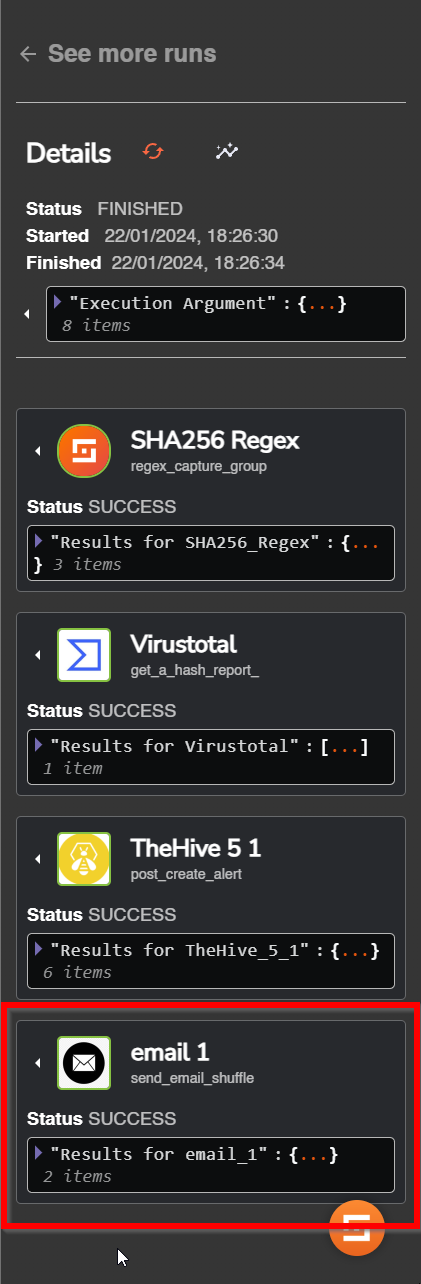 ← See more runs
Details
Status FINISHED
Started 22/01/2024, 18:26:30
Finished 22/01/2024, 18:26:34
"Execution Argument" : {...}
8 items
SHA256 Regex
regex_capture_group
Status SUCCESS
"Results for SHA256_Regex" : {...
} 3 items
Virustotal
get_a_hash_report_
Status SUCCESS
"Results for Virustotal" : [...]
1 item
TheHive 5 1
post_create_alert
Status SUCCESS
"Results for TheHive_5_1" : {...}
6 items
email 1
send_email_shuffle
Status SUCCESS
"Results for email_1" : {...}
2 items